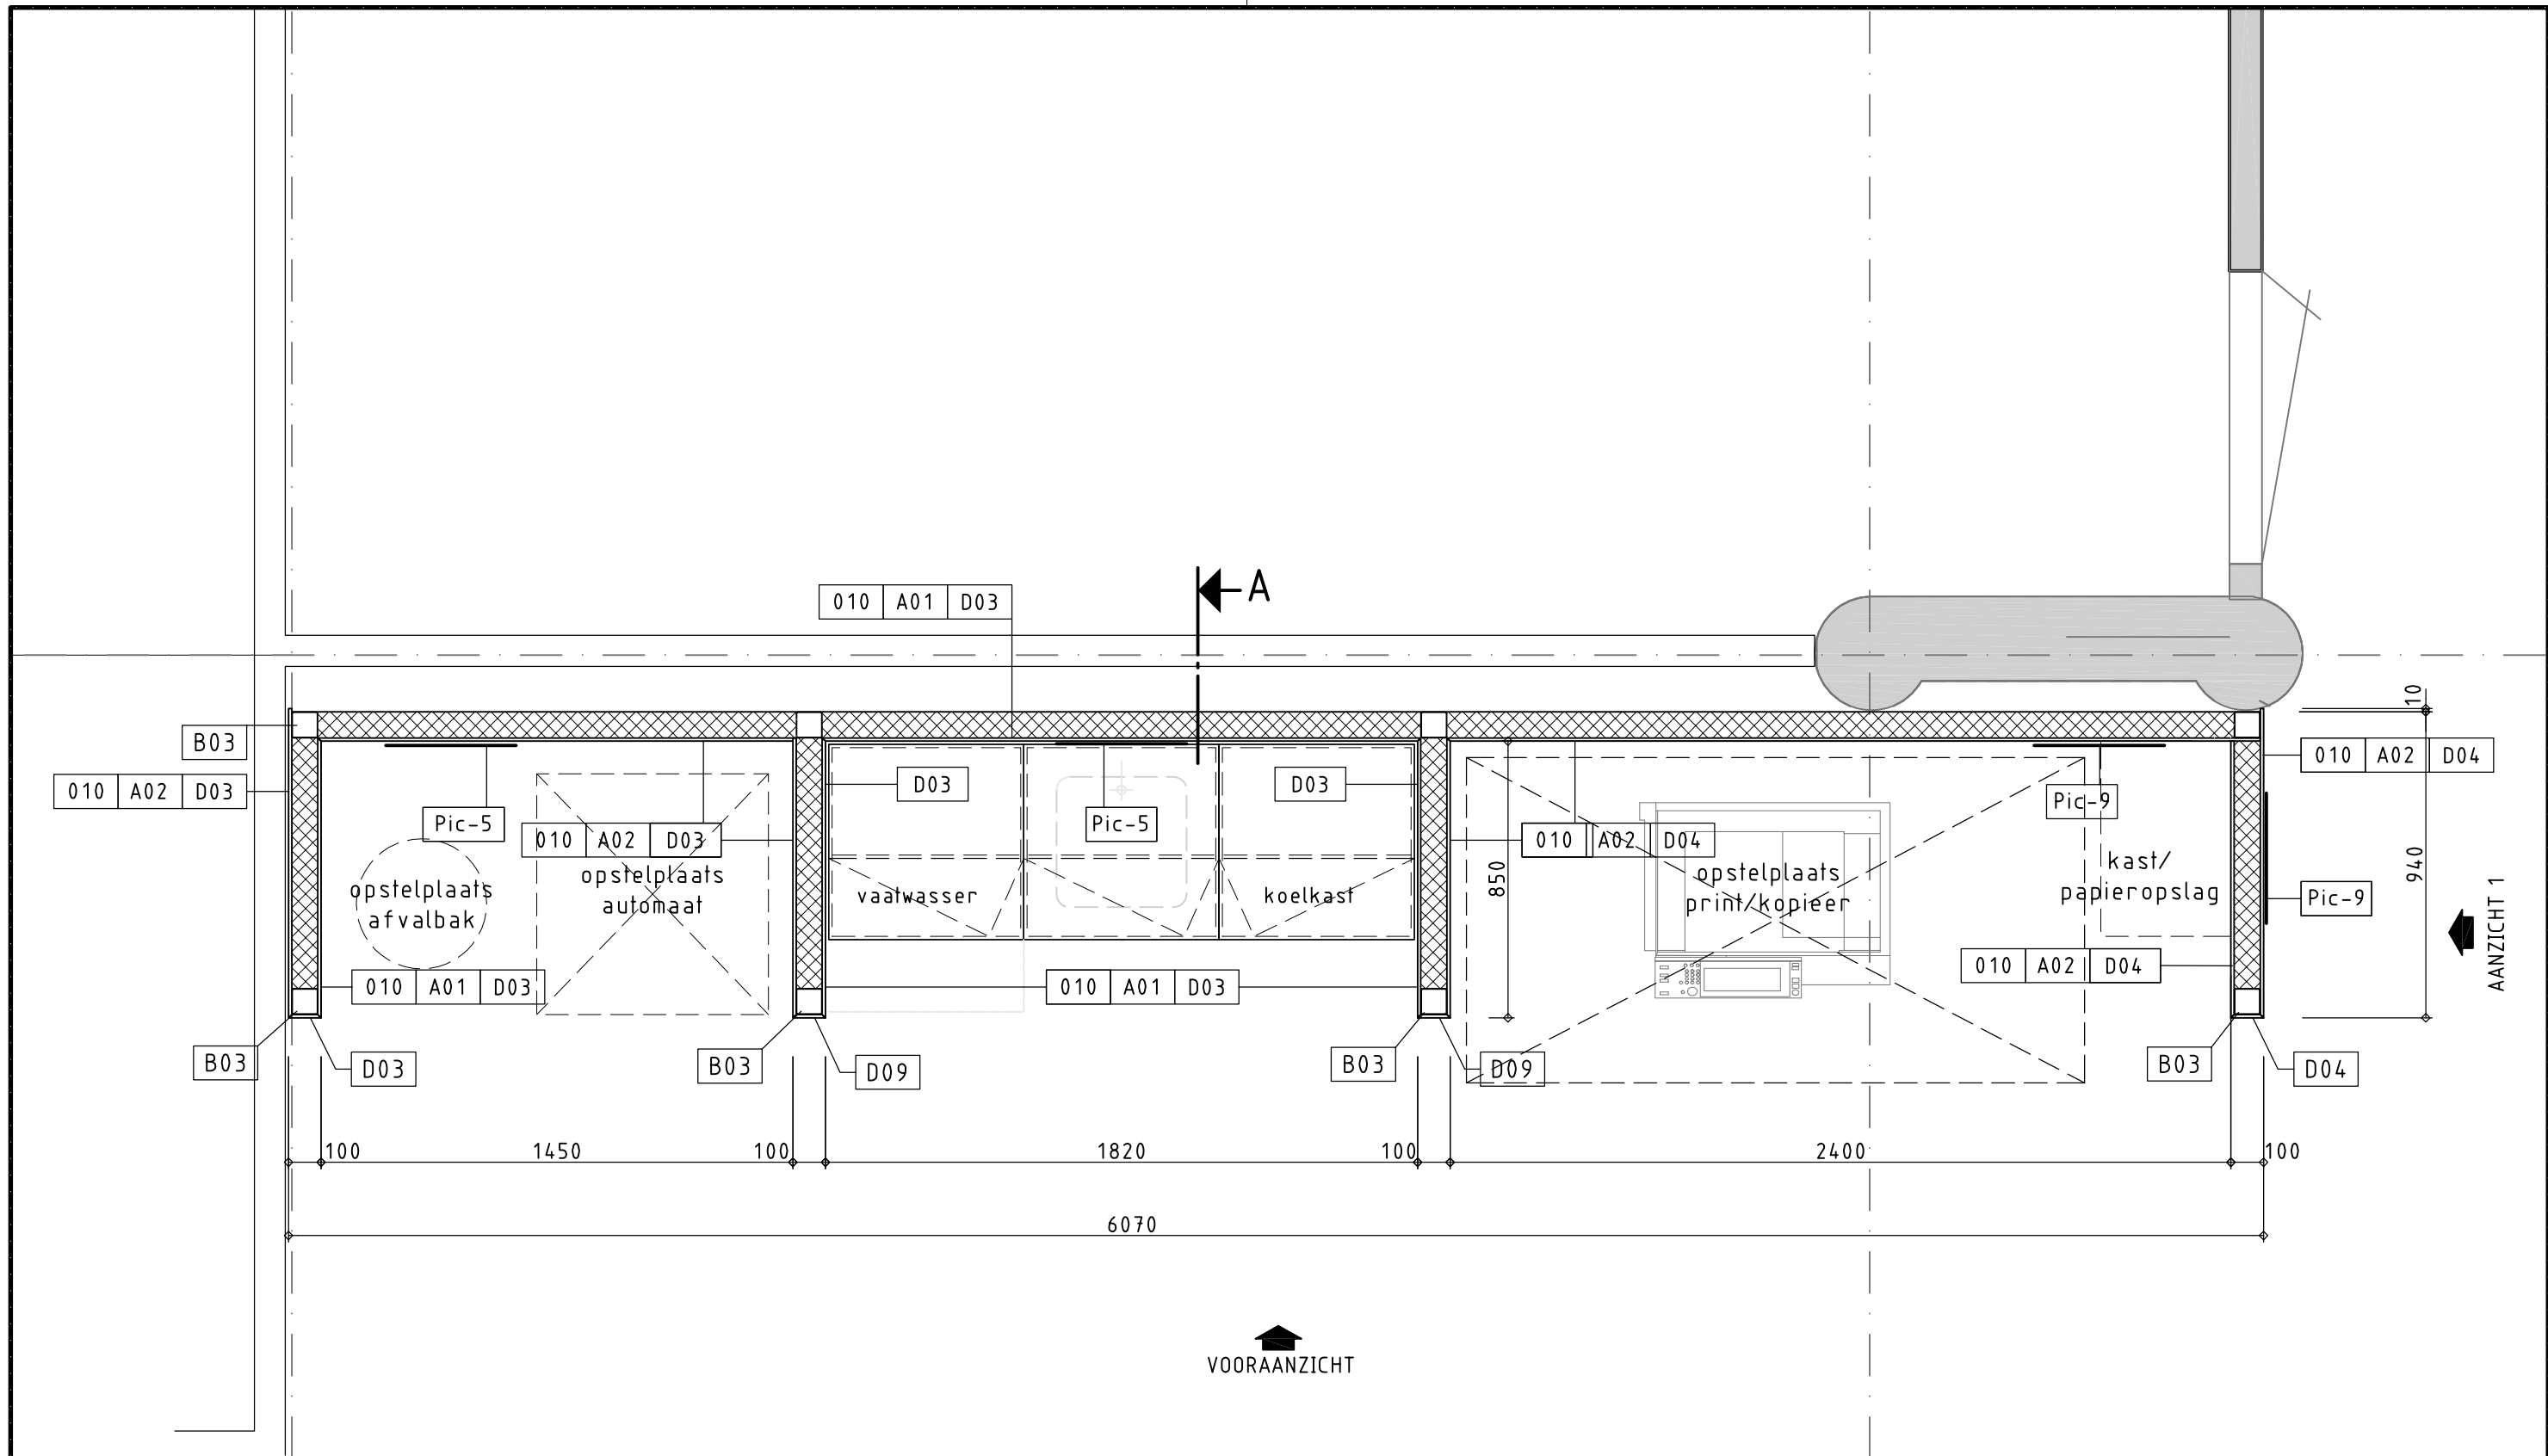 A
010 A01 D03
10
B03
010 A02 D04
010 A02 D03
D03
D03
Pic-9
Pic-5
Pic-5
010 A02 D03
010 A02 D04
850
940
opstelplaats
afvalbak
opstelplaats
automaat
vaatwasser
koelkast
opstelplaats
print/kopieer
kast/
papieropslag
Pic-9
AANZICHT 1
010 A02 D04
010 A01 D03
010 A01 D03
B03
D03
B03
D09
B03
D09
B03
D04
100
1450
100
1820
100
2400
100
6070
VOORAANZICHT